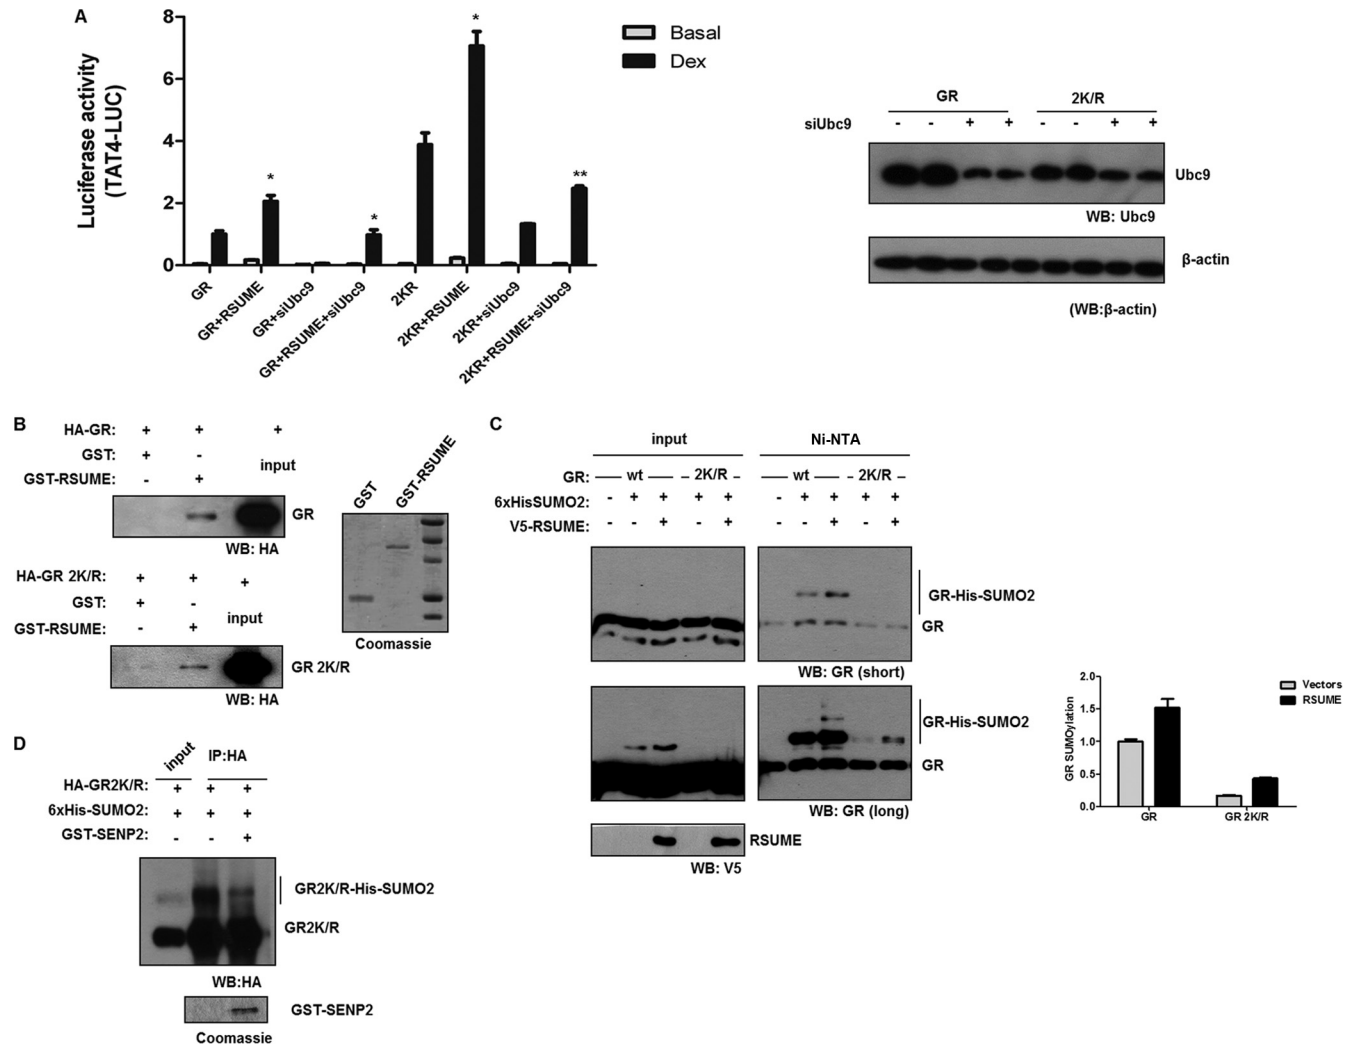 A
Luciferase activity
(TAT4-LUC)
8
6
4
2
0
* * * * **
GR
GR+RSUME
GR+siUbc9
GR+RSUME+siUbc9
2KR
2KR+RSUME
2KR+siUbc9
2KR+RSUME+siUbc9
Basal
Dex
GR 2K/R
siUbc9 - - + + - - + +
Ubc9
WB: Ubc9
β-actin
(WB:β-actin)
B
HA-GR: + + +
GST: + -
input
GST-RSUME: - +
GR
WB: HA
HA-GR 2K/R: + + +
GST: + -
input
GST-RSUME: - +
GR 2K/R
WB: HA
GST
GST-RSUME
Coomassie
C
input Ni-NTA
GR: wt 2K/R wt 2K/R
6xHisSUMO2: - + + + + - + + + +
V5-RSUME: - - + - + - - + - +
GR-His-SUMO2
GR
WB: GR (short)
GR-His-SUMO2
GR
WB: GR (long)
RSUME
WB: V5
GR SUMOylation
2.0
1.5
1.0
0.5
0.0
GR GR 2K/R
Vectors
RSUME
D
input IP:HA
HA-GR2K/R: + + +
6xHis-SUMO2: + + +
GST-SENP2: - - +
GR2K/R-His-SUMO2
GR2K/R
WB:HA
GST-SENP2
Coomassie